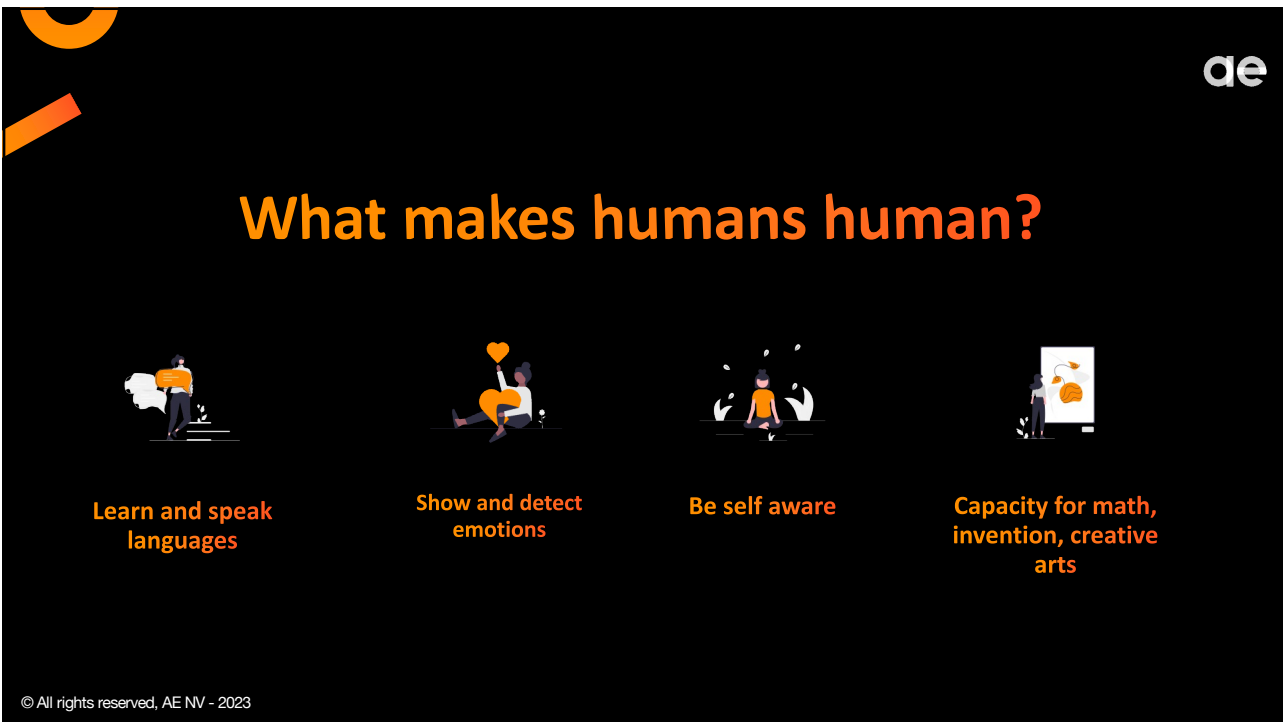 ae
What makes humans human?
Learn and speak
languages
Show and detect
emotions
Be self aware
Capacity for math,
invention, creative
arts
© All rights reserved, AE NV - 2023